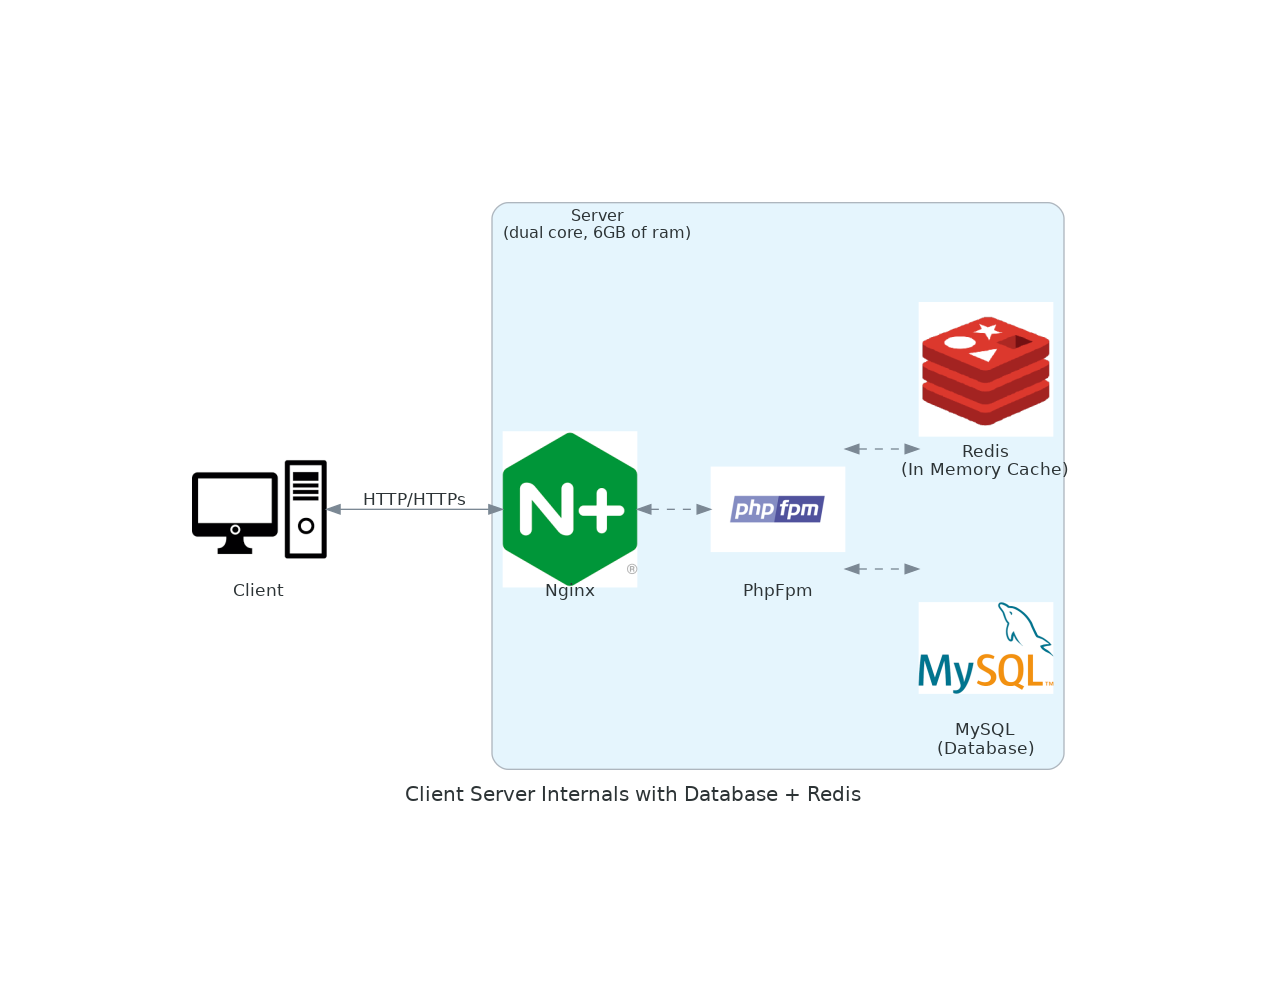 Server
(dual core, 6GB of ram)
Redis
(In Memory Cache)
HTTP/HTTPs
N+
®
php fpm
Client
Nginx
PhpFpm
MySQL™
MySQL
(Database)
Client Server Internals with Database + Redis